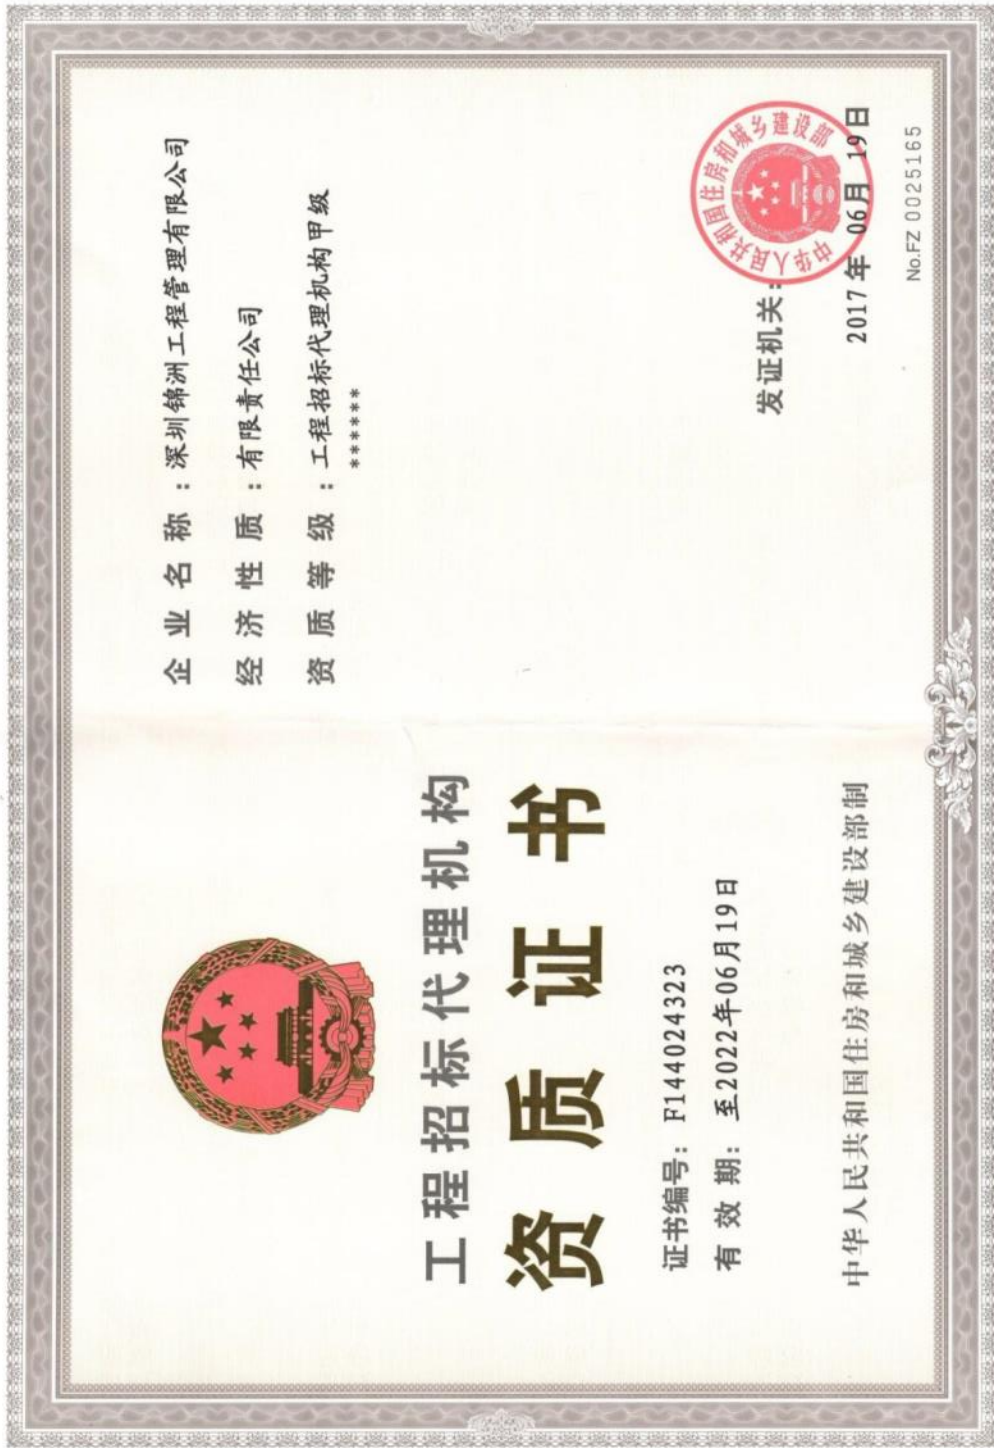 工程招标代理机构
资质证书
证书编号：F144024323
有效期：至2022年06月19日
中华人民共和国住房和城乡建设部制
企业名称：深圳锦洲工程管理有限公司
经济性质：有限责任公司
资质等级：工程招标代理机构甲级
******
发证机关：
中华人民共和国住房和城乡建设部
2017年06月19日
No.FZ 0025165